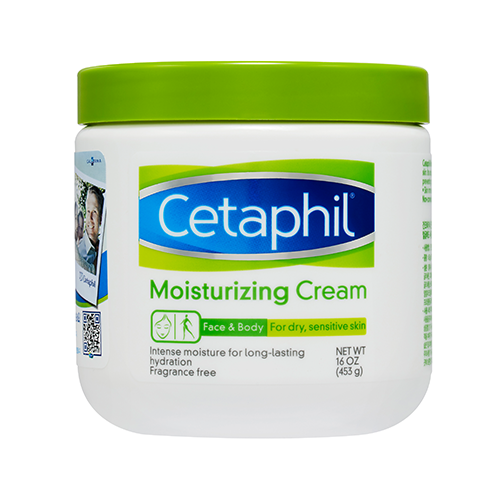 Cetaphil®
Moisturizing Cream
Face & Body For dry, sensitive skin
Intense moisture for long-lasting
hydration
Fragrance free
NET WT
16 OZ
(453 g)
Cetaphil